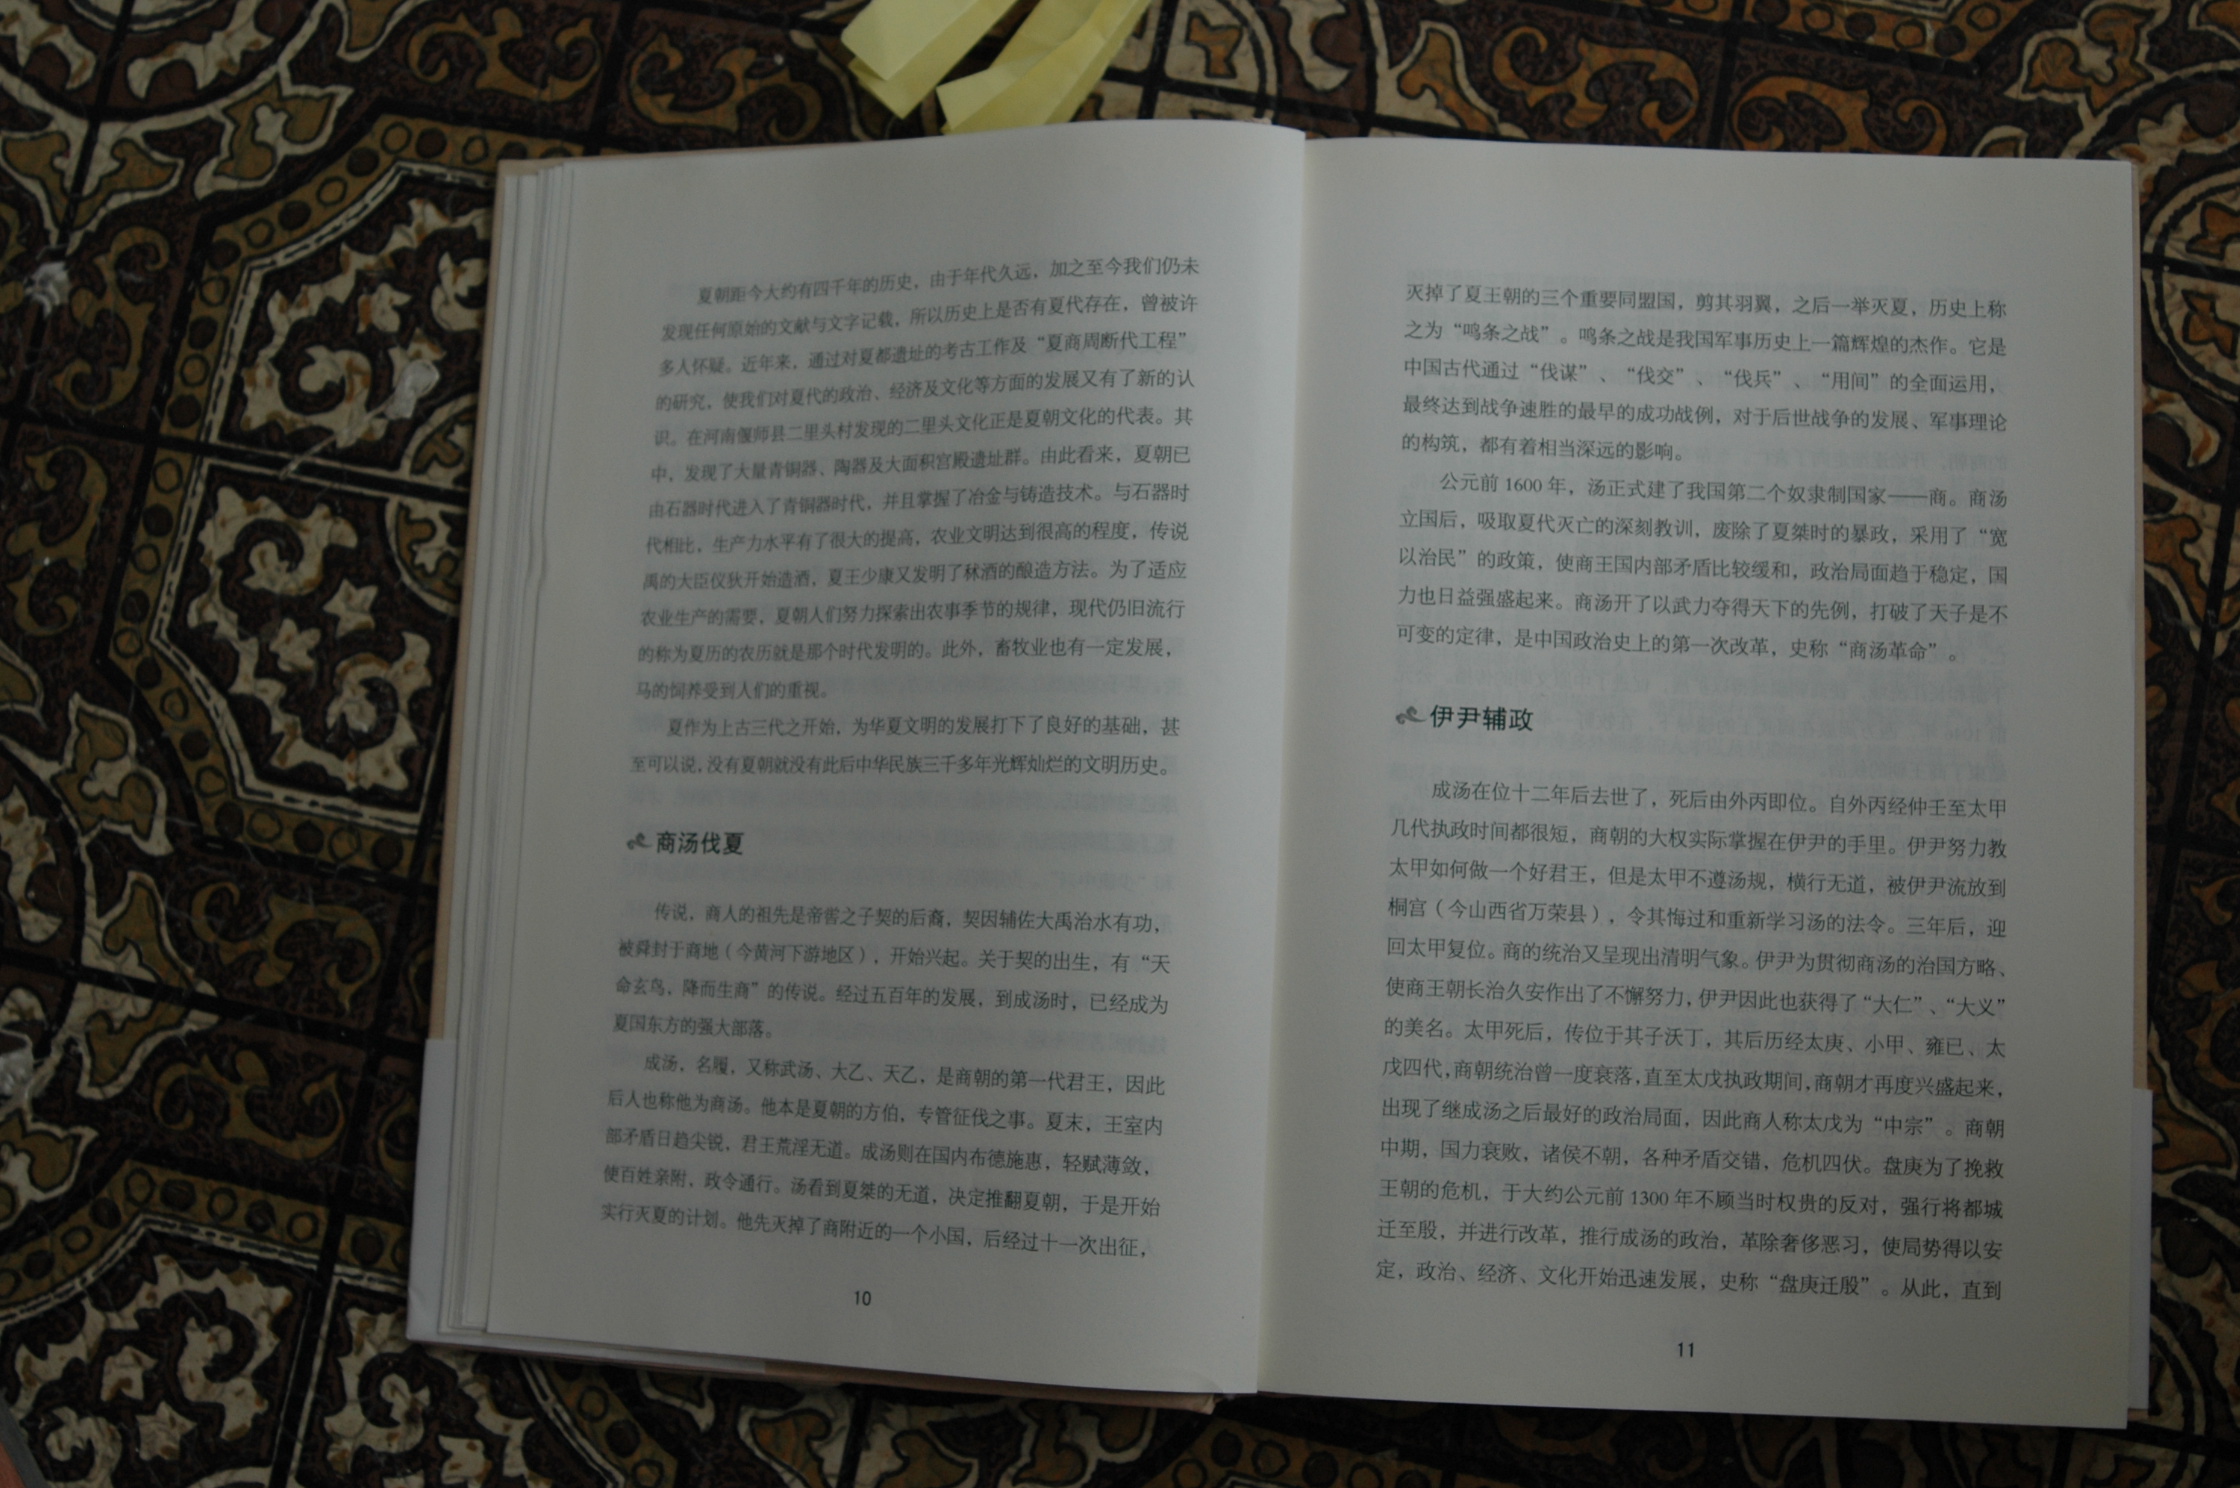 夏朝距今大约有四千年的历史，由于年代久远，加之至今我们仍未
发现任何原始的文献与文字记载，所以历史上是否有夏代存在，曾被许
多人怀疑。近年来，通过对夏都遗址的考古工作及“夏商周断代工程”
的研究，使我们对夏代的政治、经济及文化等方面的发展又有了新的认
识。在河南偃师县二里头村发现的二里头文化正是夏朝文化的代表。其
中，发现了大量青铜器、陶器及大面积宫殿遗址群。由此看来，夏朝已
由石器时代进入了青铜器时代，并且掌握了冶金与铸造技术。与石器时
代相比，生产力水平有了很大的提高，农业文明达到很高的程度，传说
禹的大臣仪狄开始造酒，夏王少康又发明了秫酒的酿造方法。为了适应
农业生产的需要，夏朝人们努力探索出农事季节的规律，现代仍旧流行
的称为夏历的农历就是那个时代发明的。此外，畜牧业也有一定发展，
马的饲养受到人们的重视。
夏作为上古三代之开始，为华夏文明的发展打下了良好的基础，甚
至可以说，没有夏朝就没有此后中华民族三千多年光辉灿烂的文明历史。
商汤伐夏
传说，商人的祖先是帝喾之子契的后裔，契因辅佐大禹治水有功，
被舜封于商地（今黄河下游地区），开始兴起。关于契的出生，有“天
命玄鸟，降而生商”的传说。经过五百年的发展，到成汤时，已经成为
夏国东方的强大部落。
成汤，名履，又称武汤、大乙、天乙，是商朝的第一代君王，因此
后人也称他为商汤。他本是夏朝的方伯，专管征伐之事。夏末，王室内
部矛盾日趋尖锐，君王荒淫无道。成汤则在国内布德施惠，轻赋薄敛，
使百姓亲附，政令通行。汤看到夏桀的无道，决定推翻夏朝，于是开始
实行灭夏的计划。他先灭掉了商附近的一个小国，后经过十一次出征，
10
灭掉了夏王朝的三个重要同盟国，剪其羽翼，之后一举灭夏，历史上称
之为“鸣条之战”。鸣条之战是我国军事历史上一篇辉煌的杰作。它是
中国古代通过“伐谋”、“伐交”、“伐兵”、“用间”的全面运用，
最终达到战争速胜的最早的成功战例，对于后世战争的发展、军事理论
的构筑，都有着相当深远的影响。
公元前 1600 年，汤正式建了我国第二个奴隶制国家——商。商汤
立国后，吸取夏代灭亡的深刻教训，废除了夏桀时的暴政，采用了“宽
以治民”的政策，使商王国内部矛盾比较缓和，政治局面趋于稳定，国
力也日益强盛起来。商汤开了以武力夺得天下的先例，打破了天子是不
可变的定律，是中国政治史上的第一次改革，史称“商汤革命”。
伊尹辅政
成汤在位十二年后去世了，死后由外丙即位。自外丙经仲壬至太甲
几代执政时间都很短，商朝的大权实际掌握在伊尹的手里。伊尹努力教
太甲如何做一个好君王，但是太甲不遵汤规，横行无道，被伊尹流放到
桐宫（今山西省万荣县），令其悔过和重新学习汤的法令。三年后，迎
回太甲复位。商的统治又呈现出清明气象。伊尹为贯彻商汤的治国方略、
使商王朝长治久安作出了不懈努力，伊尹因此也获得了“大仁”、“大义”
的美名。太甲死后，传位于其子沃丁，其后历经太庚、小甲、雍己、太
戊四代，商朝统治曾一度衰落，直至太戊执政期间，商朝才再度兴盛起来，
出现了继成汤之后最好的政治局面，因此商人称太戊为“中宗”。商朝
中期，国力衰败，诸侯不朝，各种矛盾交错，危机四伏。盘庚为了挽救
王朝的危机，于大约公元前 1300 年不顾当时权贵的反对，强行将都城
迁至殷，并进行改革，推行成汤的政治，革除奢侈恶习，使局势得以安
定，政治、经济、文化开始迅速发展，史称“盘庚迁殷”。从此，直到
11